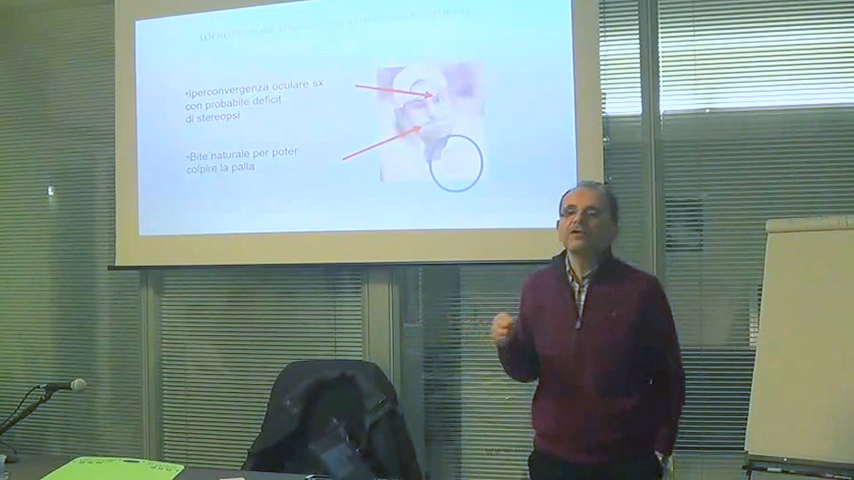 •Iperconvergenza oculare sx
con probabile deficit
di stereopsi
•Bite naturale per poter
colpire la palla